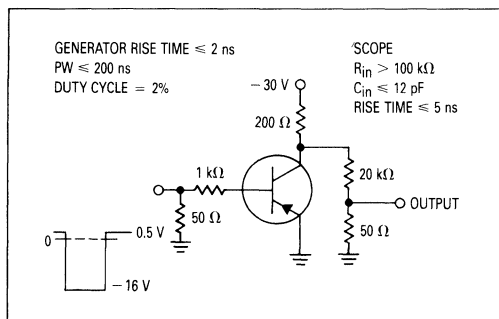 GENERATOR RISE TIME ≤ 2 ns
PW ≤ 200 ns
DUTY CYCLE = 2%
SCOPE
Rin > 100 kΩ
Cin ≤ 12 pF
RISE TIME ≤ 5 ns
− 30 V
200 Ω
1 kΩ
20 kΩ
OUTPUT
50 Ω
50 Ω
0
0.5 V
− 16 V